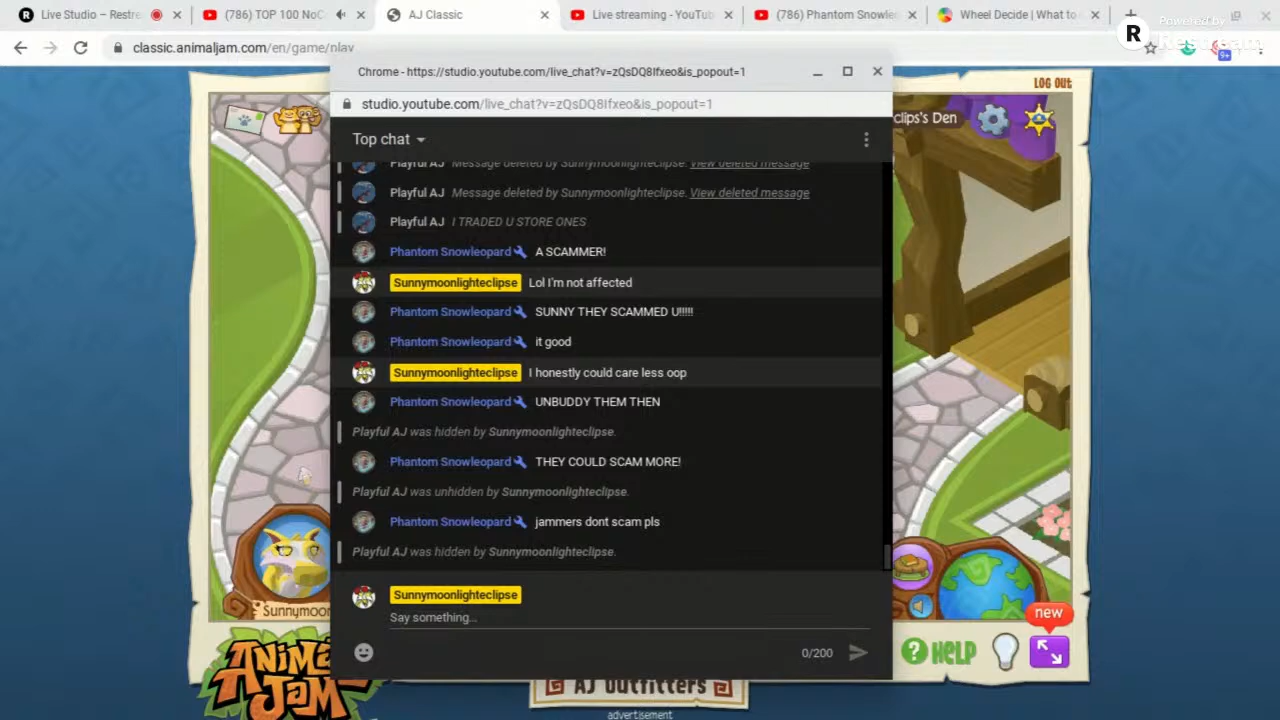 Live Studio – Restre
(786) TOP 100 NoC
AJ Classic
Live streaming - YouTu
(786) Phantom Snowle
Wheel Decide | What to
Powered by
R Restream
classic.animaljam.com/en/game/play
9+
Chrome - https://studio.youtube.com/live_chat?v=zQsDQ8Ifxeo&is_popout=1
LOG OUT
studio.youtube.com/live_chat?v=zQsDQ8Ifxeo&is_popout=1
clips's Den
Top chat
Playful AJ Message deleted by Sunnymoonlighteclipse. View deleted message
Playful AJ Message deleted by Sunnymoonlighteclipse. View deleted message
Playful AJ I TRADED U STORE ONES
Phantom Snowleopard A SCAMMER!
Sunnymoonlighteclipse Lol I'm not affected
Phantom Snowleopard SUNNY THEY SCAMMED U!!!!!
Phantom Snowleopard it good
Sunnymoonlighteclipse I honestly could care less oop
Phantom Snowleopard UNBUDDY THEM THEN
Playful AJ was hidden by Sunnymoonlighteclipse.
Phantom Snowleopard THEY COULD SCAM MORE!
Playful AJ was unhidden by Sunnymoonlighteclipse.
Phantom Snowleopard jammers dont scam pls
Playful AJ was hidden by Sunnymoonlighteclipse.
Sunnymoonlighteclipse
Say something...
0/200
Sunnymoon
new
? HELP
ANIMA
JAM
AJ OUTFITTERS
advertisement